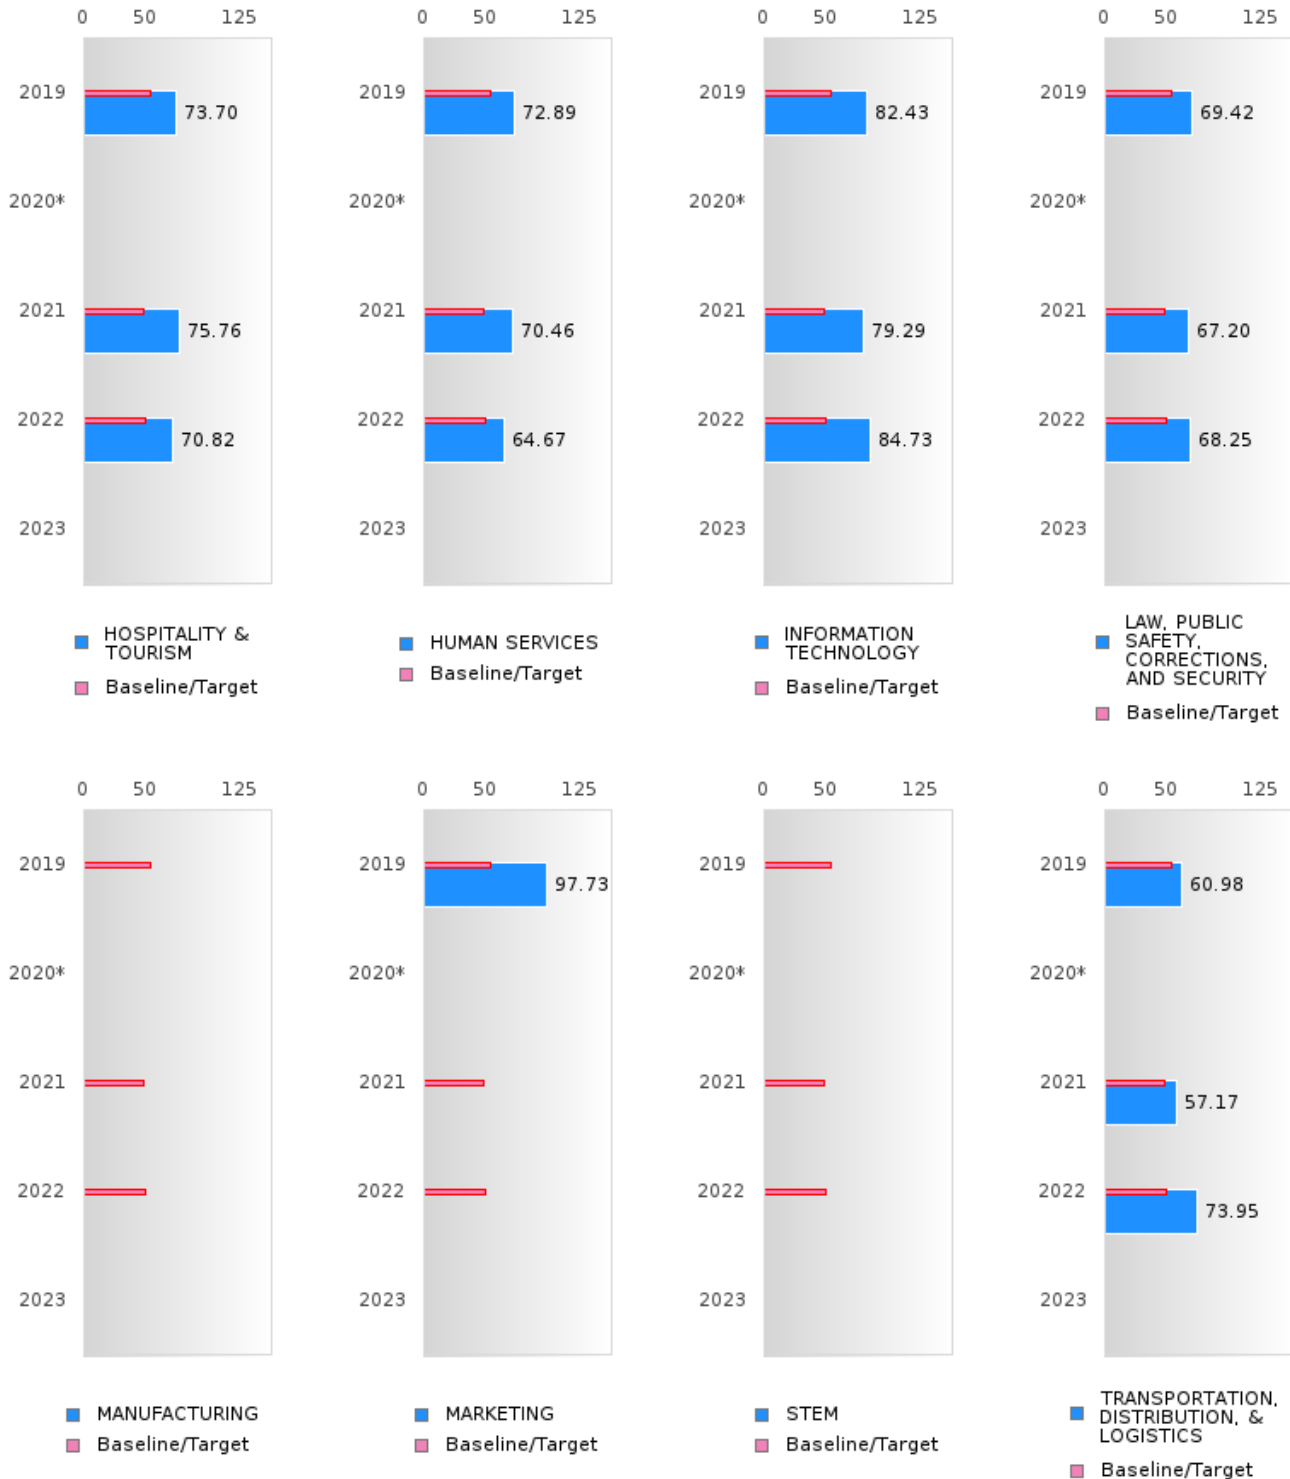 0 50 125
2019
73.70
2020*
2021
75.76
2022
70.82
2023
HOSPITALITY &
TOURISM
Baseline/Target
0 50 125
2019
72.89
2020*
2021
70.46
2022
64.67
2023
HUMAN SERVICES
Baseline/Target
0 50 125
2019
82.43
2020*
2021
79.29
2022
84.73
2023
INFORMATION
TECHNOLOGY
Baseline/Target
0 50 125
2019
69.42
2020*
2021
67.20
2022
68.25
2023
LAW, PUBLIC
SAFETY,
CORRECTIONS,
AND SECURITY
Baseline/Target
0 50 125
2019
2020*
2021
2022
2023
MANUFACTURING
Baseline/Target
0 50 125
2019
97.73
2020*
2021
2022
2023
MARKETING
Baseline/Target
0 50 125
2019
2020*
2021
2022
2023
STEM
Baseline/Target
0 50 125
2019
60.98
2020*
2021
57.17
2022
73.95
2023
TRANSPORTATION,
DISTRIBUTION, &
LOGISTICS
Baseline/Target